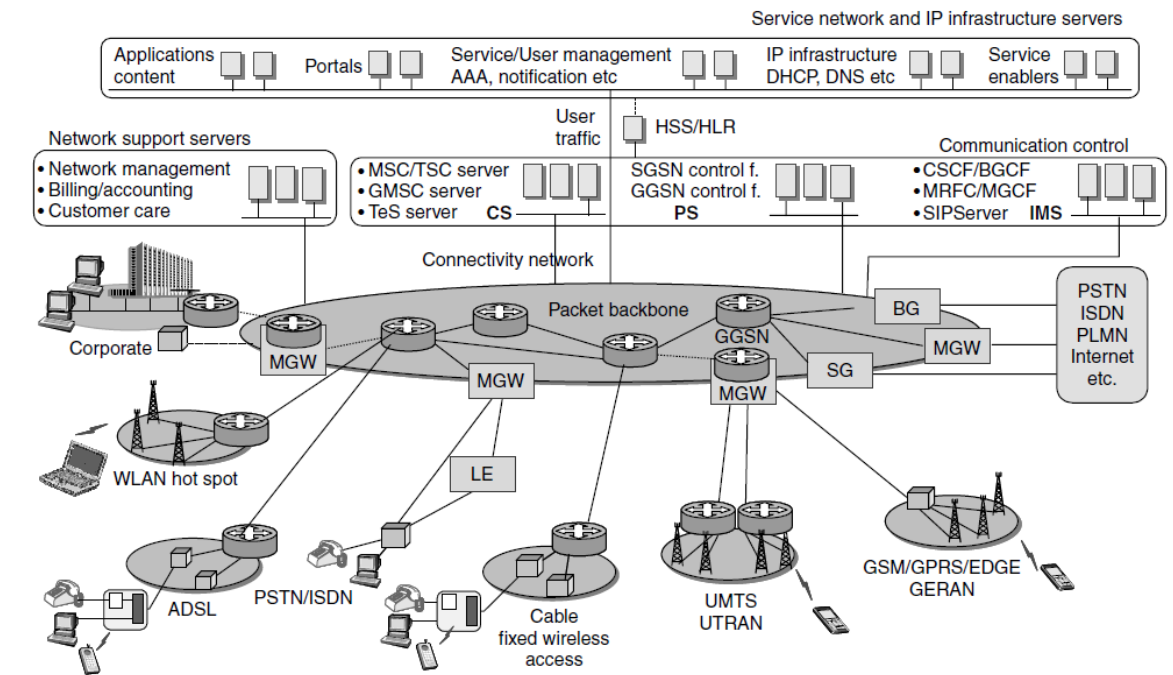 Service network and IP infrastructure servers
Applications
content
Portals
Service/User management
AAA, notification etc
IP infrastructure
DHCP, DNS etc
Service
enablers
User
traffic
HSS/HLR
Network support servers
• Network management
• Billing/accounting
• Customer care
Communication control
• MSC/TSC server
• GMSC server
• TeS server CS
SGSN control f.
GGSN control f.
PS
• CSCF/BGCF
• MRFC/MGCF
• SIPServer IMS
Connectivity network
Packet backbone
Corporate
MGW
MGW
GGSN
MGW
BG
SG
MGW
PSTN
ISDN
PLMN
Internet
etc.
WLAN hot spot
LE
ADSL
PSTN/ISDN
Cable
fixed wireless
access
UMTS
UTRAN
GSM/GPRS/EDGE
GERAN